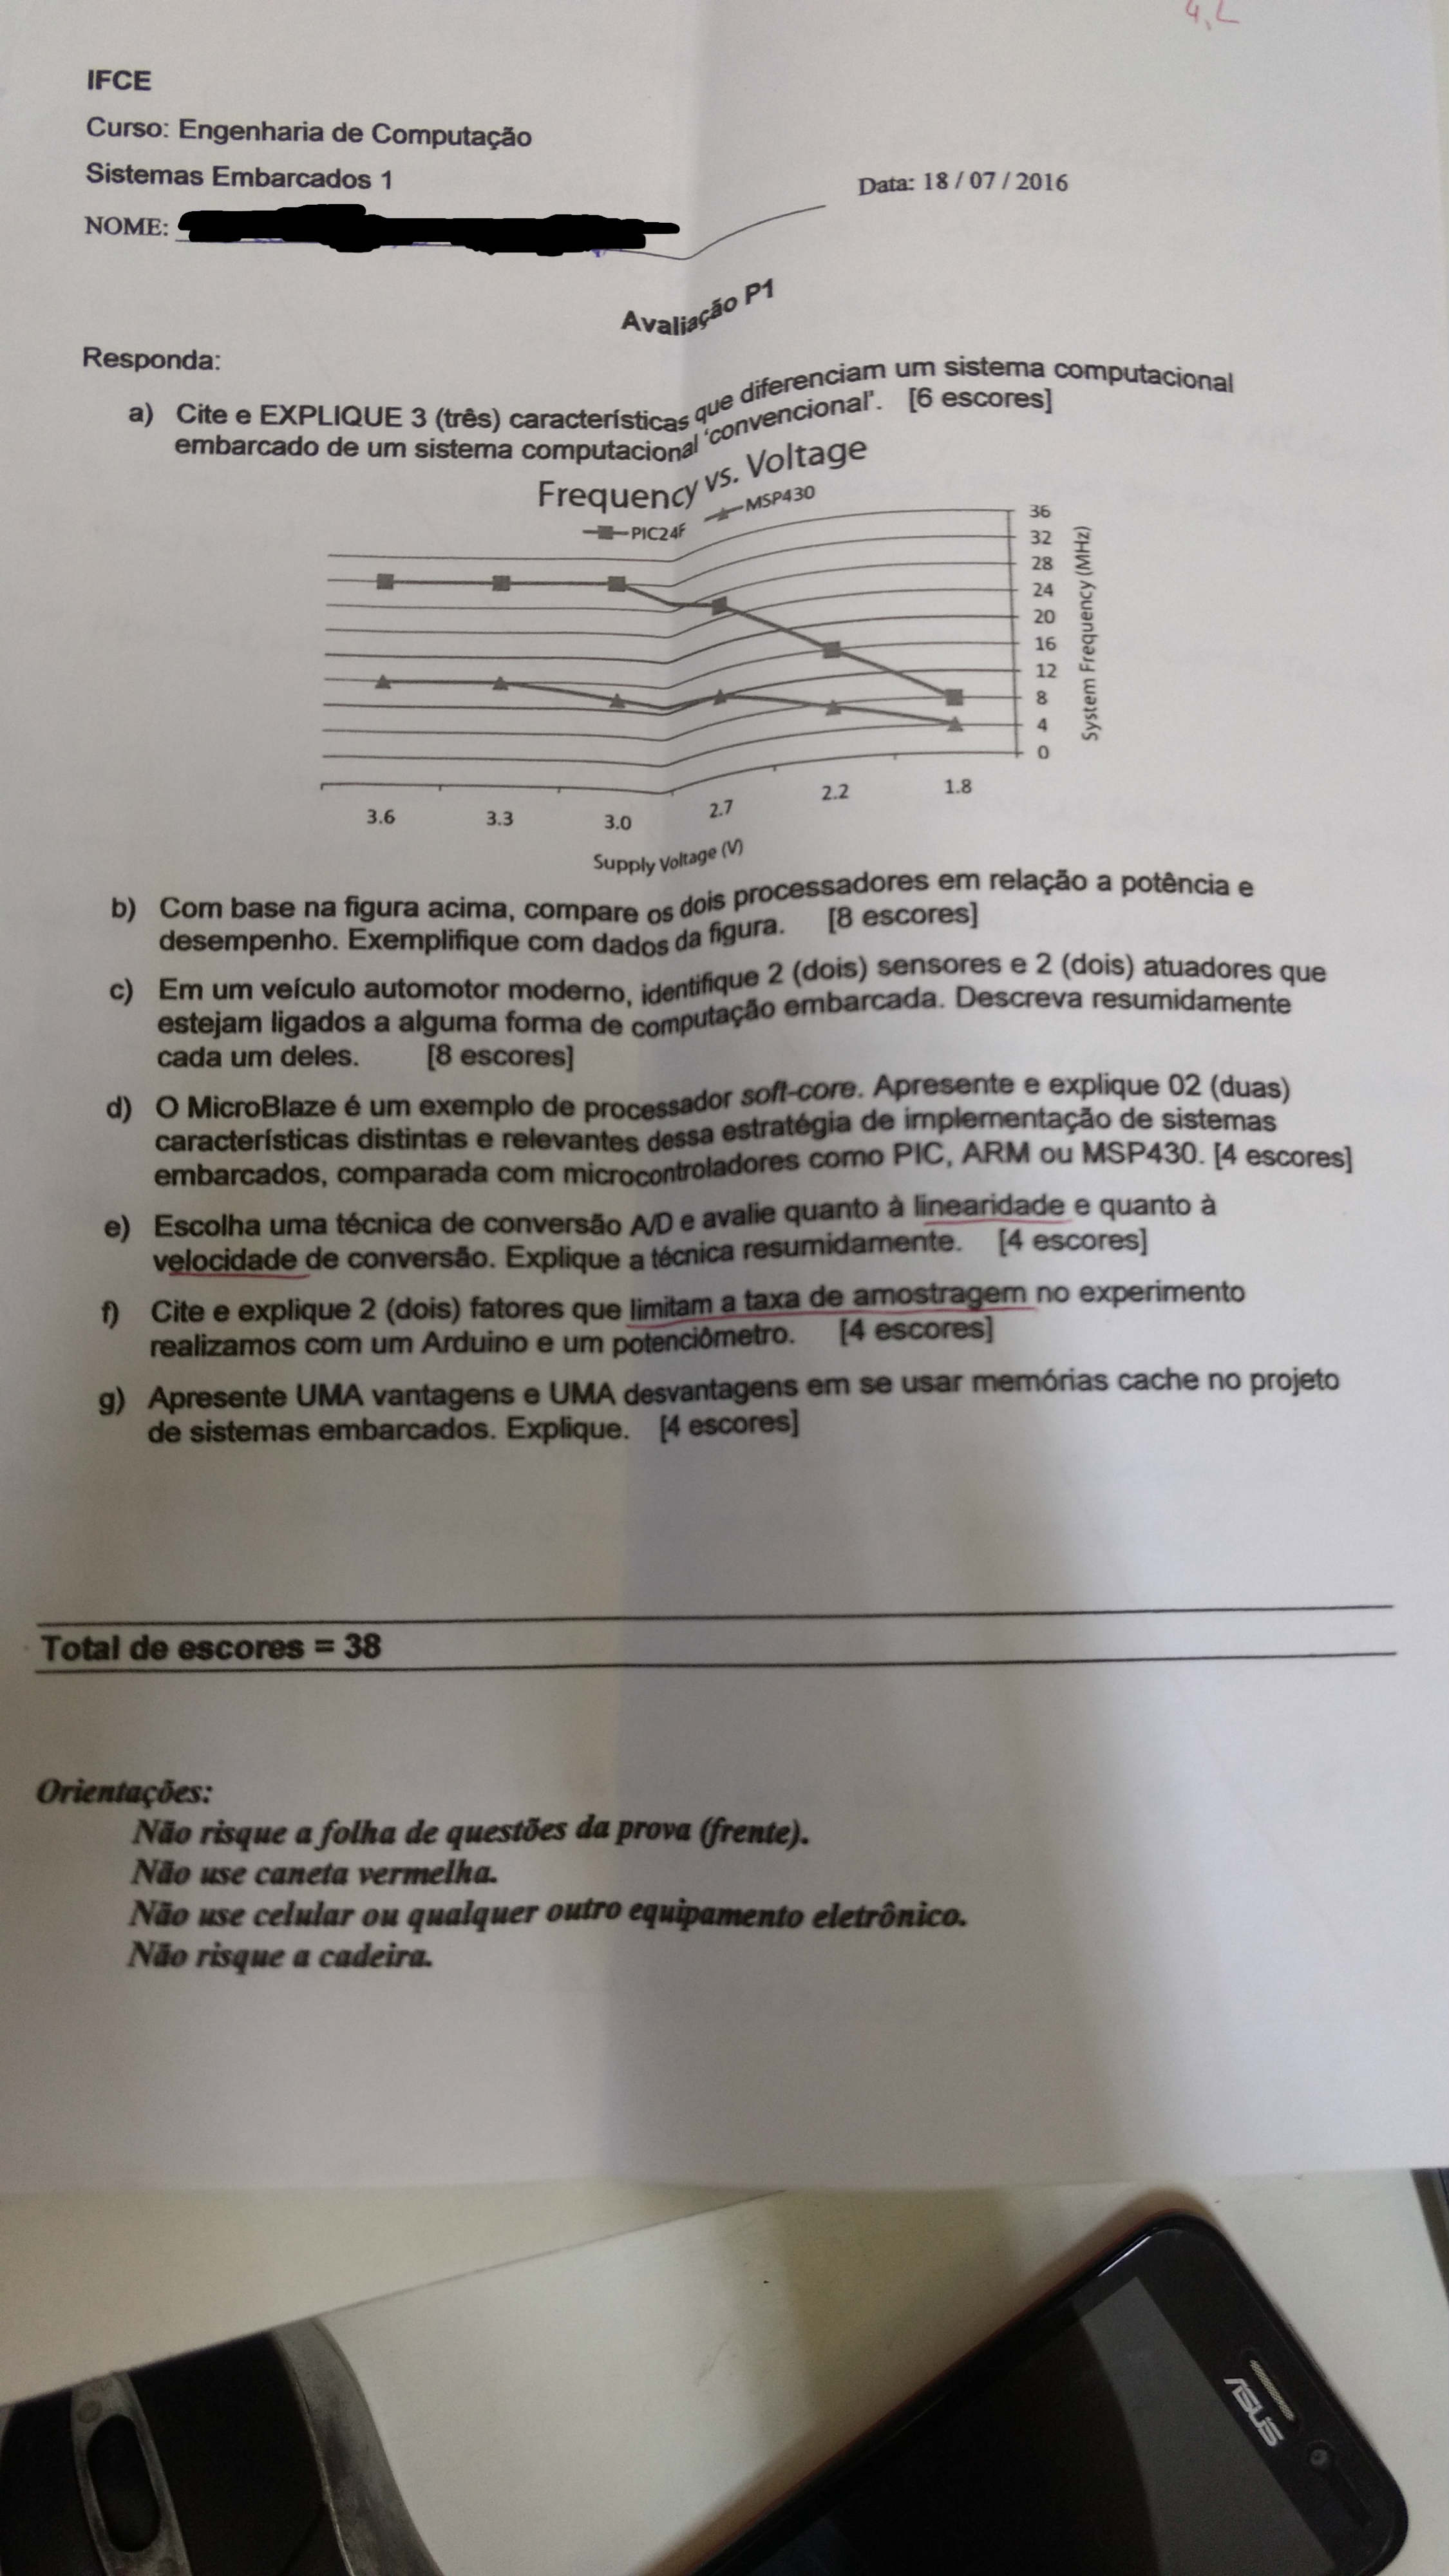 4,2
IFCE
Curso: Engenharia de Computação
Sistemas Embarcados 1
Data: 18 / 07 / 2016
NOME:
Avaliação P1
Responda:
a) Cite e EXPLIQUE 3 (três) características que diferenciam um sistema computacional
embarcado de um sistema computacional 'convencional'. [6 escores]
Frequency vs. Voltage
PIC24F MSP430
36
32
28
24
20
16
12
8
4
0
System Frequency (MHz)
3.6 3.3 3.0 2.7 2.2 1.8
Supply Voltage (V)
b) Com base na figura acima, compare os dois processadores em relação a potência e
desempenho. Exemplifique com dados da figura. [8 escores]
c) Em um veículo automotor moderno, identifique 2 (dois) sensores e 2 (dois) atuadores que
estejam ligados a alguma forma de computação embarcada. Descreva resumidamente
cada um deles. [8 escores]
d) O MicroBlaze é um exemplo de processador soft-core. Apresente e explique 02 (duas)
características distintas e relevantes dessa estratégia de implementação de sistemas
embarcados, comparada com microcontroladores como PIC, ARM ou MSP430. [4 escores]
e) Escolha uma técnica de conversão A/D e avalie quanto à linearidade e quanto à
velocidade de conversão. Explique a técnica resumidamente. [4 escores]
f) Cite e explique 2 (dois) fatores que limitam a taxa de amostragem no experimento
realizamos com um Arduino e um potenciômetro. [4 escores]
g) Apresente UMA vantagens e UMA desvantagens em se usar memórias cache no projeto
de sistemas embarcados. Explique. [4 escores]
Total de escores = 38
Orientações:
Não risque a folha de questões da prova (frente).
Não use caneta vermelha.
Não use celular ou qualquer outro equipamento eletrônico.
Não risque a cadeira.
ASUS